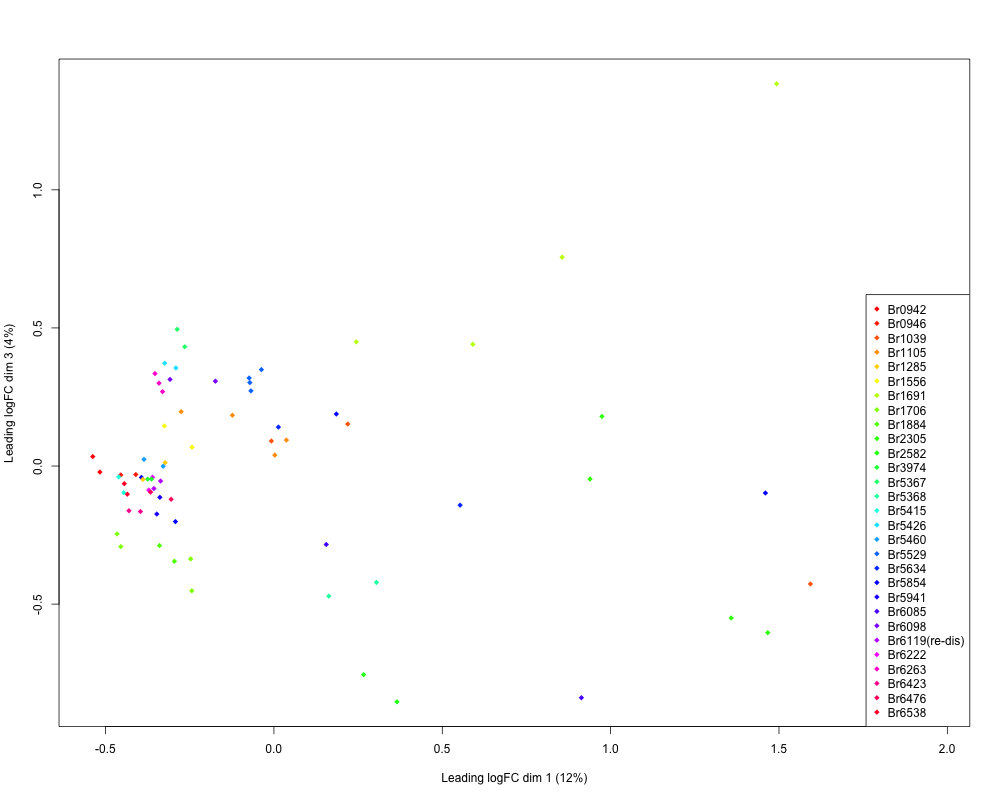 1.0
0.5
0.0
-0.5
Leading logFC dim 3 (4%)
Br0942
Br0946
Br1039
Br1105
Br1285
Br1556
Br1691
Br1706
Br1884
Br2305
Br2582
Br3974
Br5367
Br5368
Br5415
Br5426
Br5460
Br5529
Br5634
Br5854
Br5941
Br6085
Br6098
Br6119(re-dis)
Br6222
Br6263
Br6423
Br6476
Br6538
-0.5 0.0 0.5 1.0 1.5 2.0
Leading logFC dim 1 (12%)